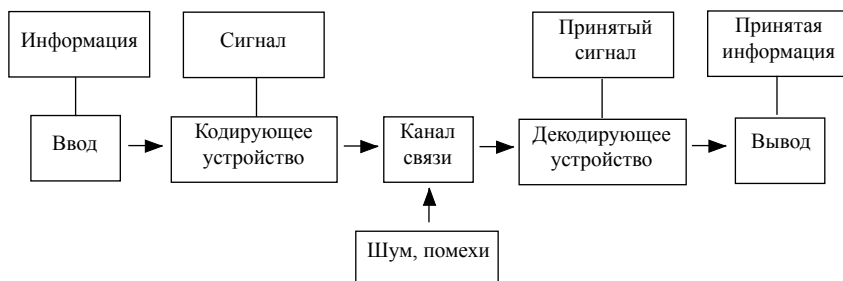 Информация
Сигнал
Принятый
сигнал
Принятая
информация
Ввод
Кодирующее
устройство
Канал
связи
Декодирующее
устройство
Вывод
Шум, помехи